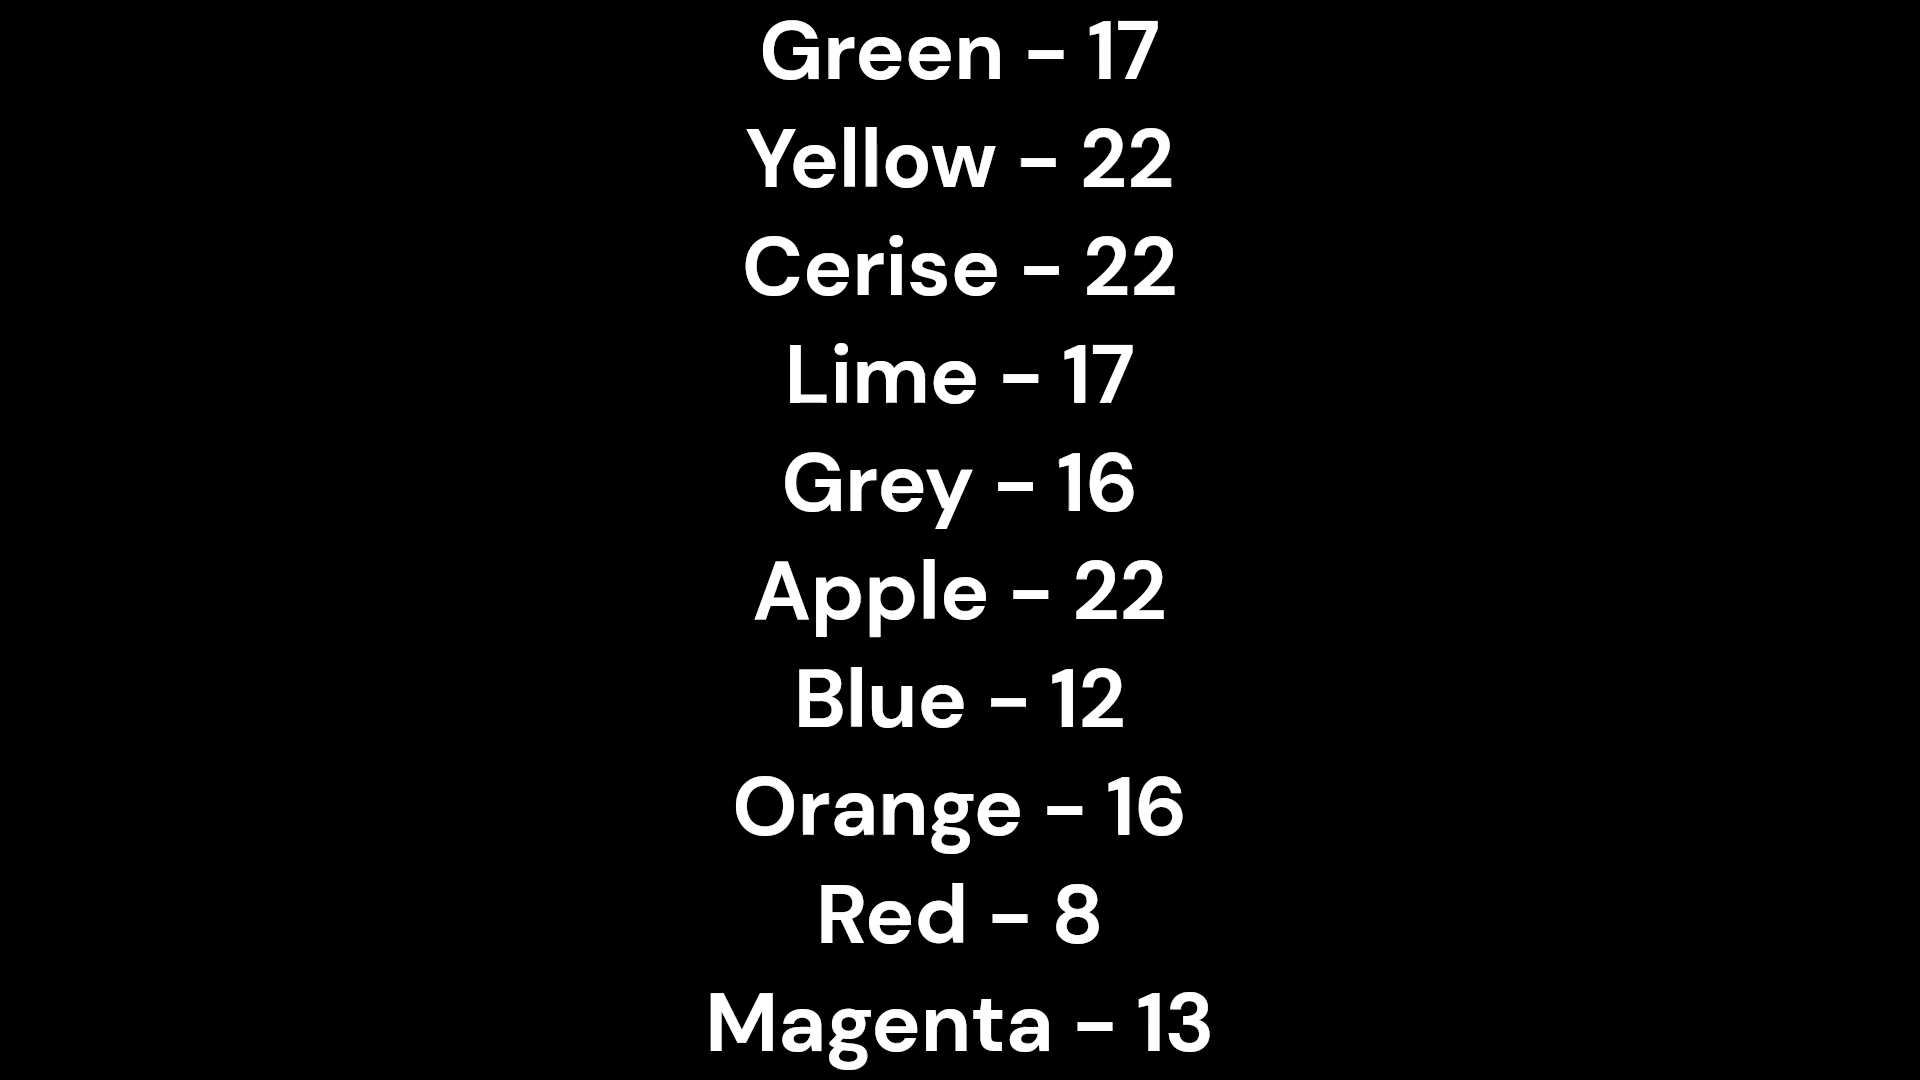 Green – 17
Yellow – 22
Cerise – 22
Lime – 17
Grey – 16
Apple – 22
Blue – 12
Orange – 16
Red – 8
Magenta – 13